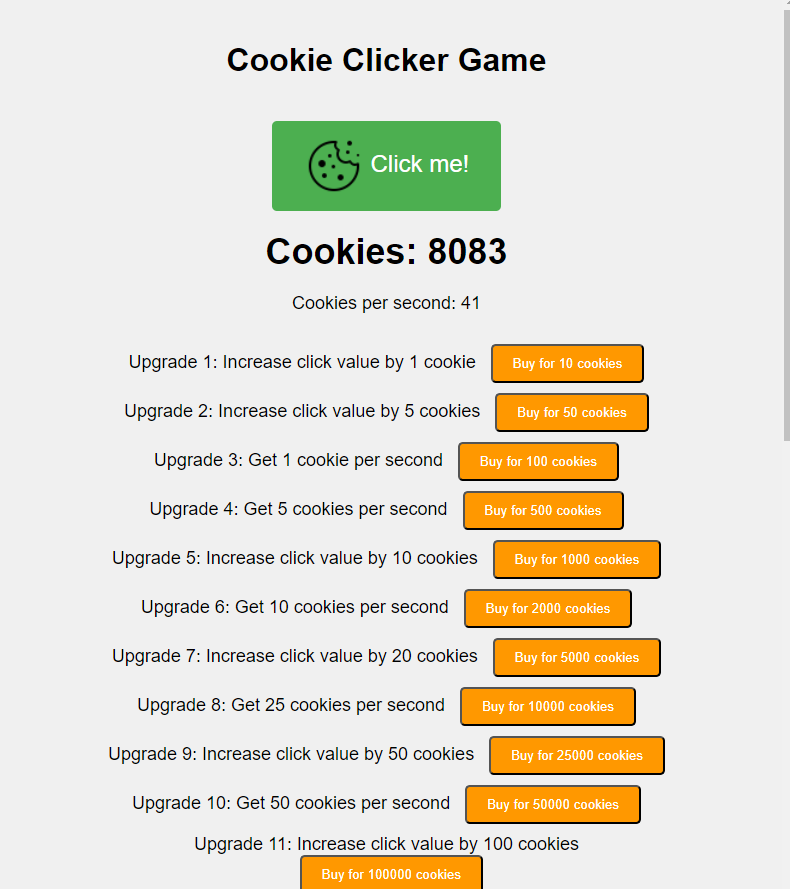 Cookie Clicker Game
Click me!
Cookies: 8083
Cookies per second: 41
Upgrade 1: Increase click value by 1 cookie Buy for 10 cookies
Upgrade 2: Increase click value by 5 cookies Buy for 50 cookies
Upgrade 3: Get 1 cookie per second Buy for 100 cookies
Upgrade 4: Get 5 cookies per second Buy for 500 cookies
Upgrade 5: Increase click value by 10 cookies Buy for 1000 cookies
Upgrade 6: Get 10 cookies per second Buy for 2000 cookies
Upgrade 7: Increase click value by 20 cookies Buy for 5000 cookies
Upgrade 8: Get 25 cookies per second Buy for 10000 cookies
Upgrade 9: Increase click value by 50 cookies Buy for 25000 cookies
Upgrade 10: Get 50 cookies per second Buy for 50000 cookies
Upgrade 11: Increase click value by 100 cookies
Buy for 100000 cookies